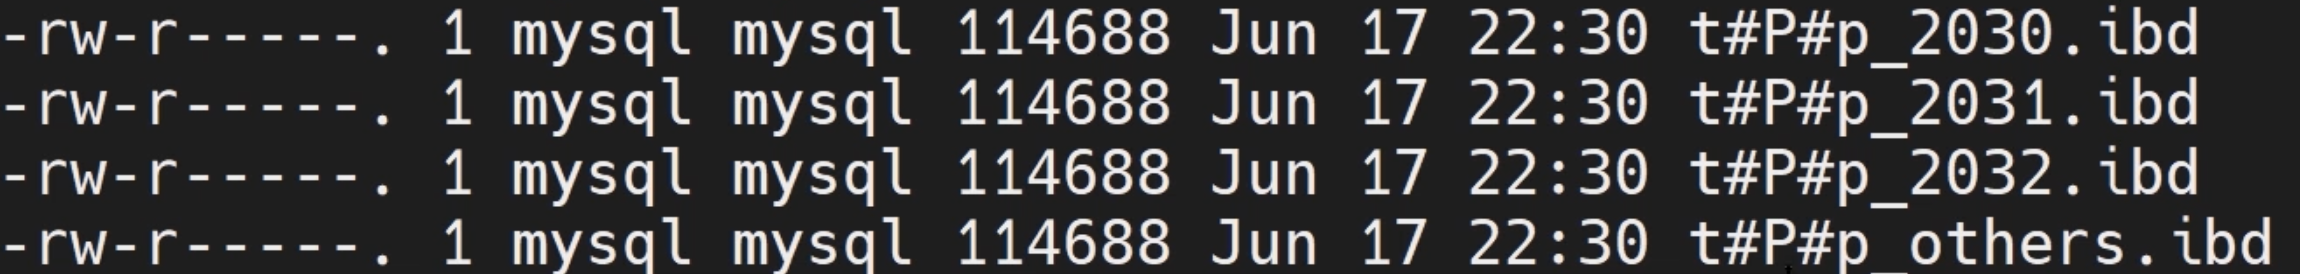 -rw-r-----. 1 mysql mysql 114688 Jun 17 22:30 t#P#p_2030.ibd
-rw-r-----. 1 mysql mysql 114688 Jun 17 22:30 t#P#p_2031.ibd
-rw-r-----. 1 mysql mysql 114688 Jun 17 22:30 t#P#p_2032.ibd
-rw-r-----. 1 mysql mysql 114688 Jun 17 22:30 t#P#p_others.ibd